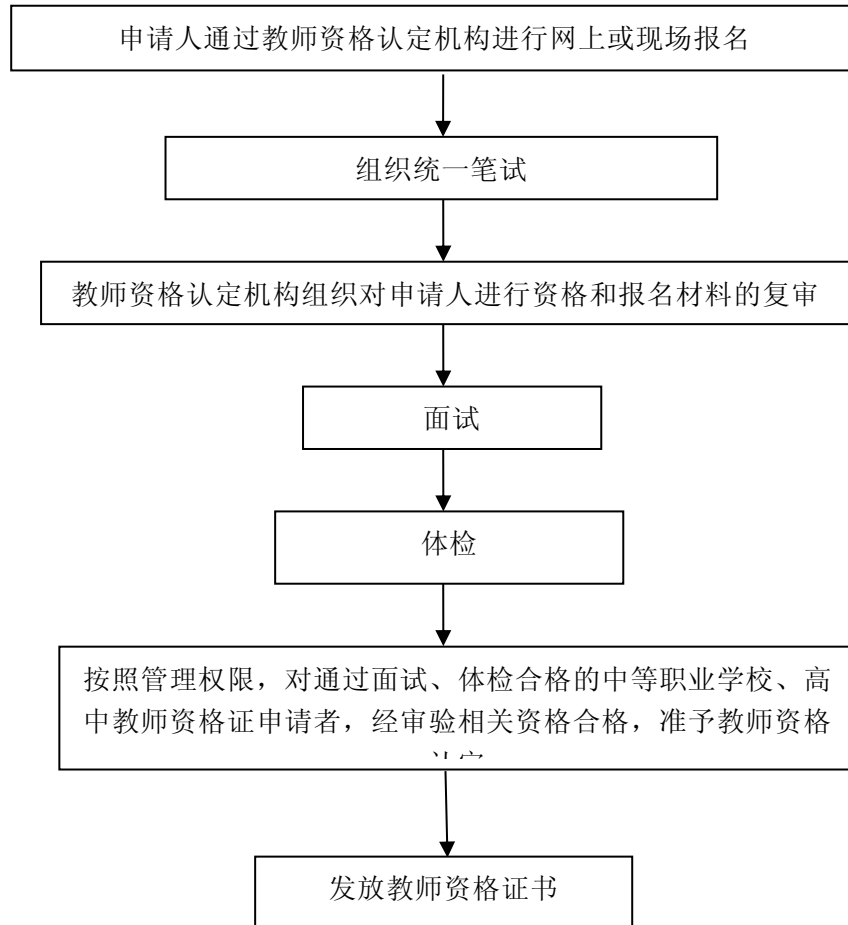 申请人通过教师资格认定机构进行网上或现场报名
组织统一笔试
教师资格认定机构组织对申请人进行资格和报名材料的复审
面试
体检
按照管理权限，对通过面试、体检合格的中等职业学校、高
中教师资格证申请者，经审验相关资格合格，准予教师资格
发放教师资格证书